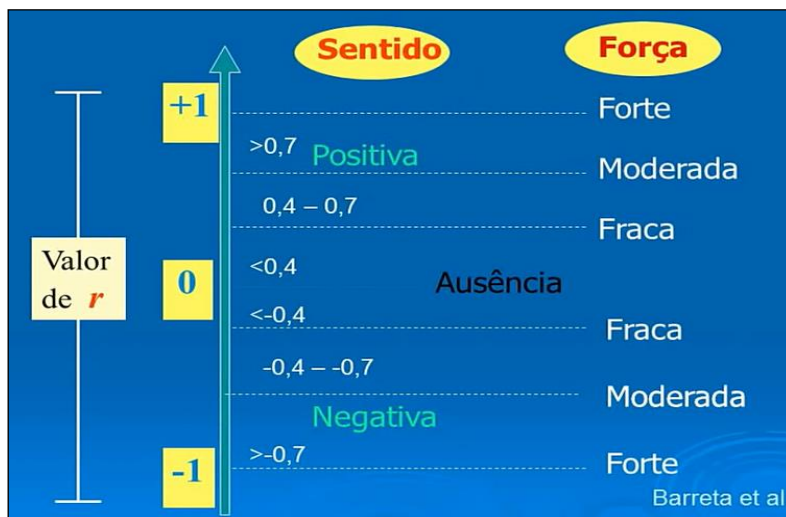 Sentido
Força
+1
Forte
>0,7
Positiva
Moderada
0,4 – 0,7
Fraca
Valor
de r
0
<0,4
Ausência
<-0,4
Fraca
-0,4 – -0,7
Moderada
Negativa
-1
>-0,7
Forte
Barreta et al